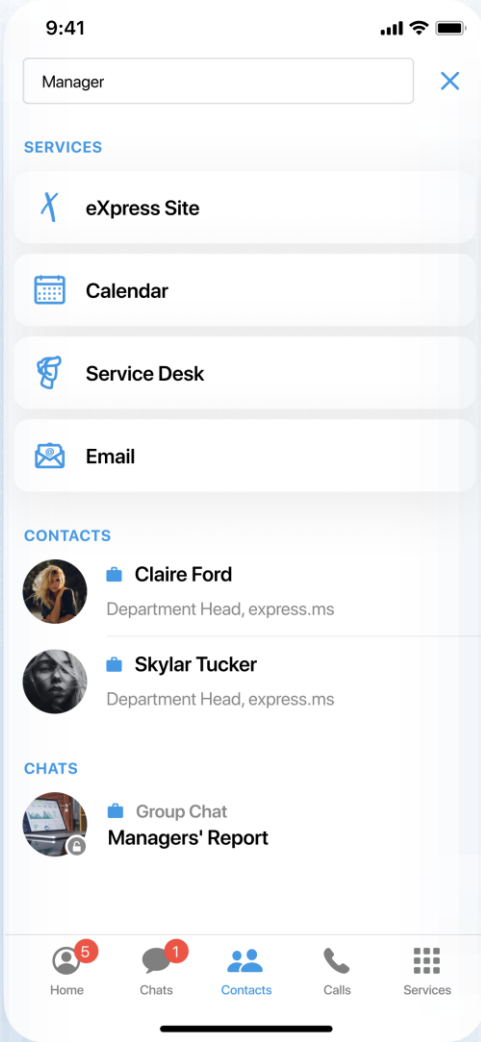 9:41
Manager
SERVICES
eXpress Site
Calendar
Service Desk
Email
CONTACTS
Claire Ford
Department Head, express.ms
Skylar Tucker
Department Head, express.ms
CHATS
Group Chat
Managers' Report
5
1
Home
Chats
Contacts
Calls
Services